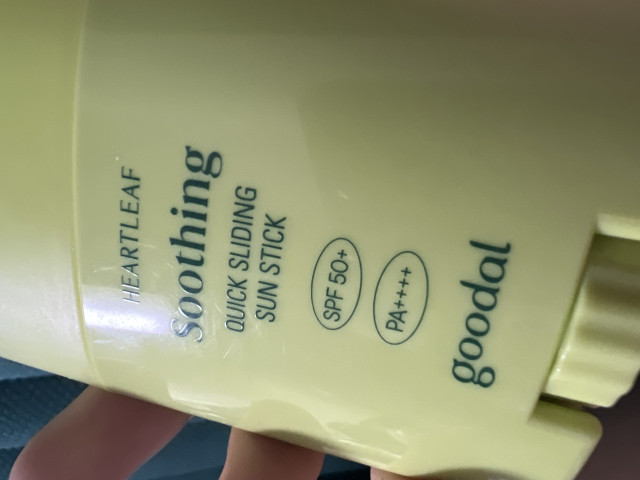 HEARTLEAF
Soothing
QUICK SLIDING
SUN STICK
SPF 50+
PA++++
goodal